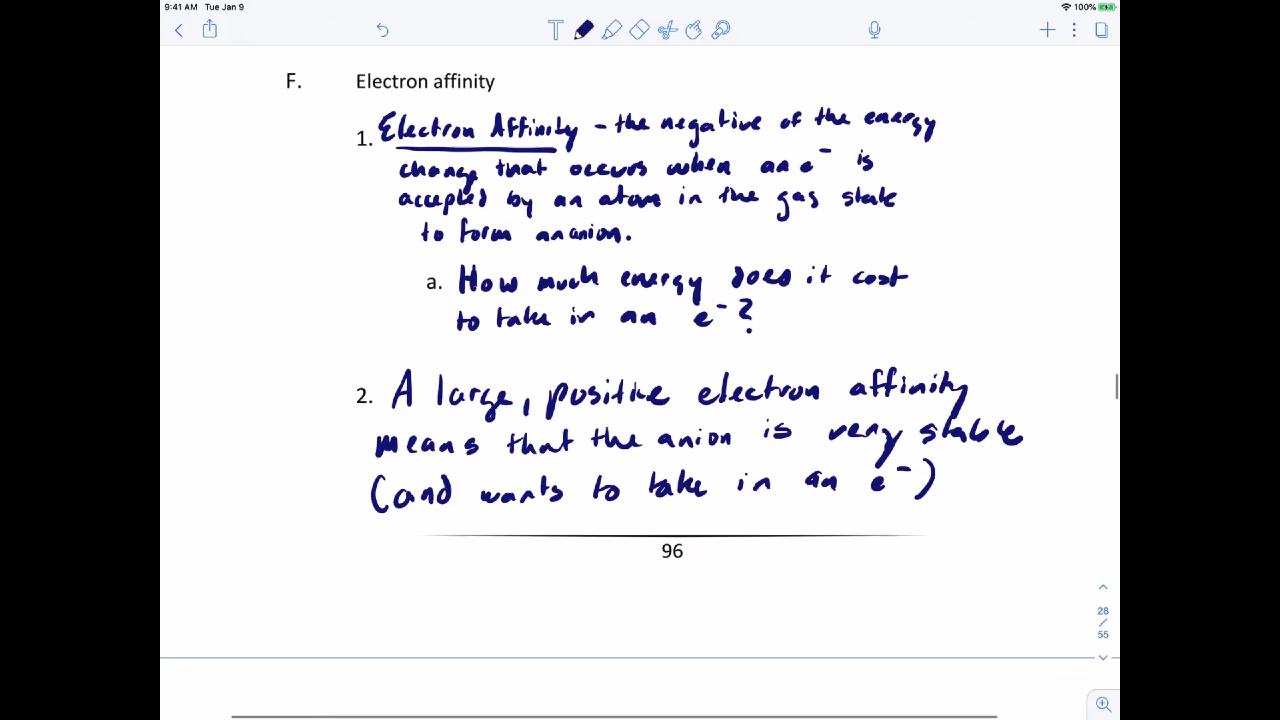 9:41 AM Tue Jan 9
100%
F. Electron affinity
1. Electron Affinity - the negative of the energy
change that occurs when an e⁻ is
accepted by an atom in the gas state
to form an anion.
a. How much energy does it cost
to take in an e⁻?
2. A large, positive electron affinity
means that the anion is very stable
(and wants to take in an e⁻)
96
28
/
55